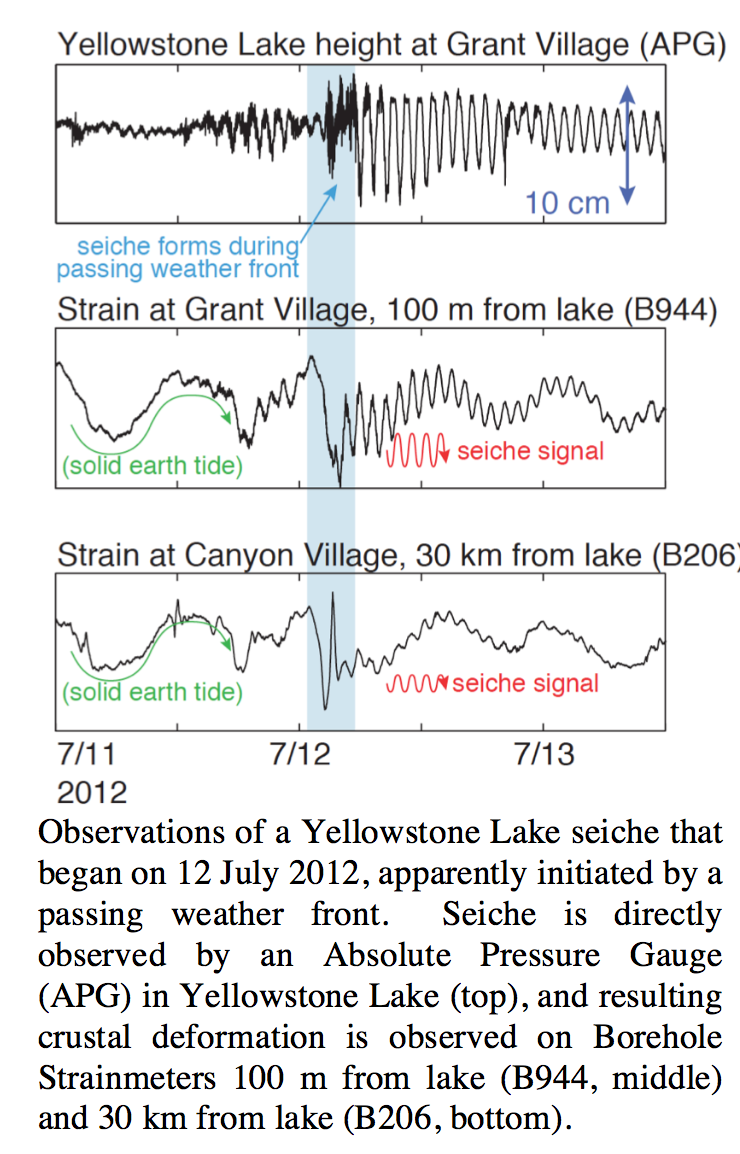 Yellowstone Lake height at Grant Village (APG)
10 cm
seiche forms during
passing weather front
Strain at Grant Village, 100 m from lake (B944)
(solid earth tide)
seiche signal
Strain at Canyon Village, 30 km from lake (B206)
(solid earth tide)
seiche signal
7/11 7/12 7/13
2012
Observations of a Yellowstone Lake seiche that
began on 12 July 2012, apparently initiated by a
passing weather front. Seiche is directly
observed by an Absolute Pressure Gauge
(APG) in Yellowstone Lake (top), and resulting
crustal deformation is observed on Borehole
Strainmeters 100 m from lake (B944, middle)
and 30 km from lake (B206, bottom).